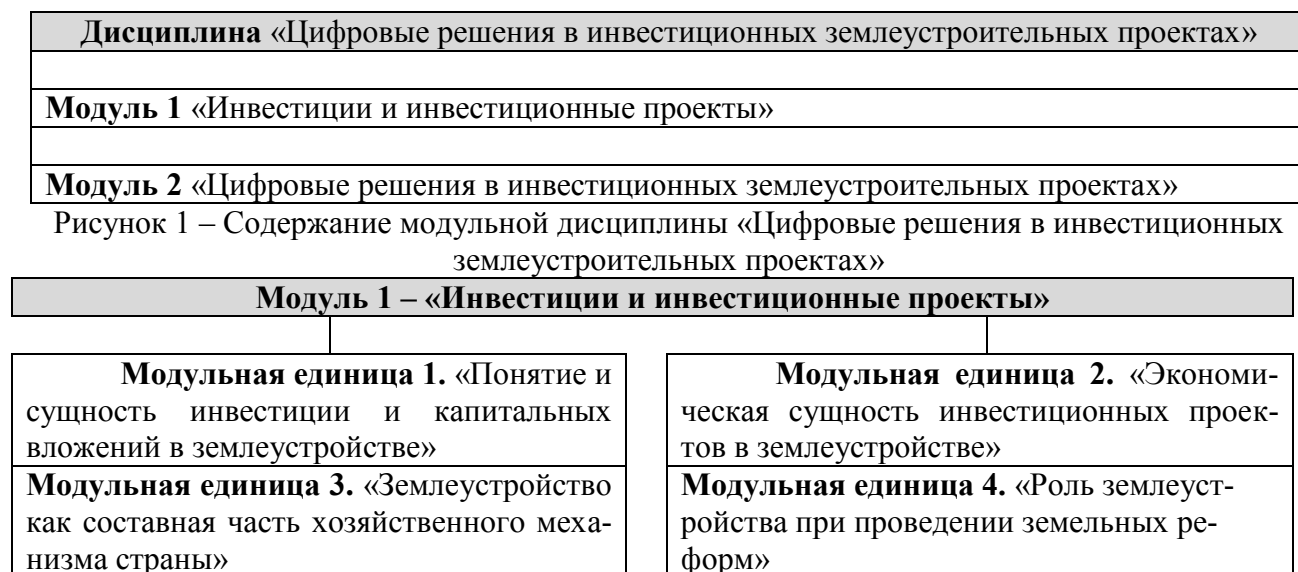 Дисциплина «Цифровые решения в инвестиционных землеустроительных проектах»
Модуль 1 «Инвестиции и инвестиционные проекты»
Модуль 2 «Цифровые решения в инвестиционных землеустроительных проектах»
Рисунок 1 – Содержание модульной дисциплины «Цифровые решения в инвестиционных
землеустроительных проектах»
Модуль 1 – «Инвестиции и инвестиционные проекты»
Модульная единица 1. «Понятие и
сущность инвестиции и капитальных
вложений в землеустройстве»
Модульная единица 2. «Экономи-
ческая сущность инвестиционных проек-
тов в землеустройстве»
Модульная единица 3. «Землеустройство
как составная часть хозяйственного меха-
низма страны»
Модульная единица 4. «Роль землеуст-
ройства при проведении земельных ре-
форм»